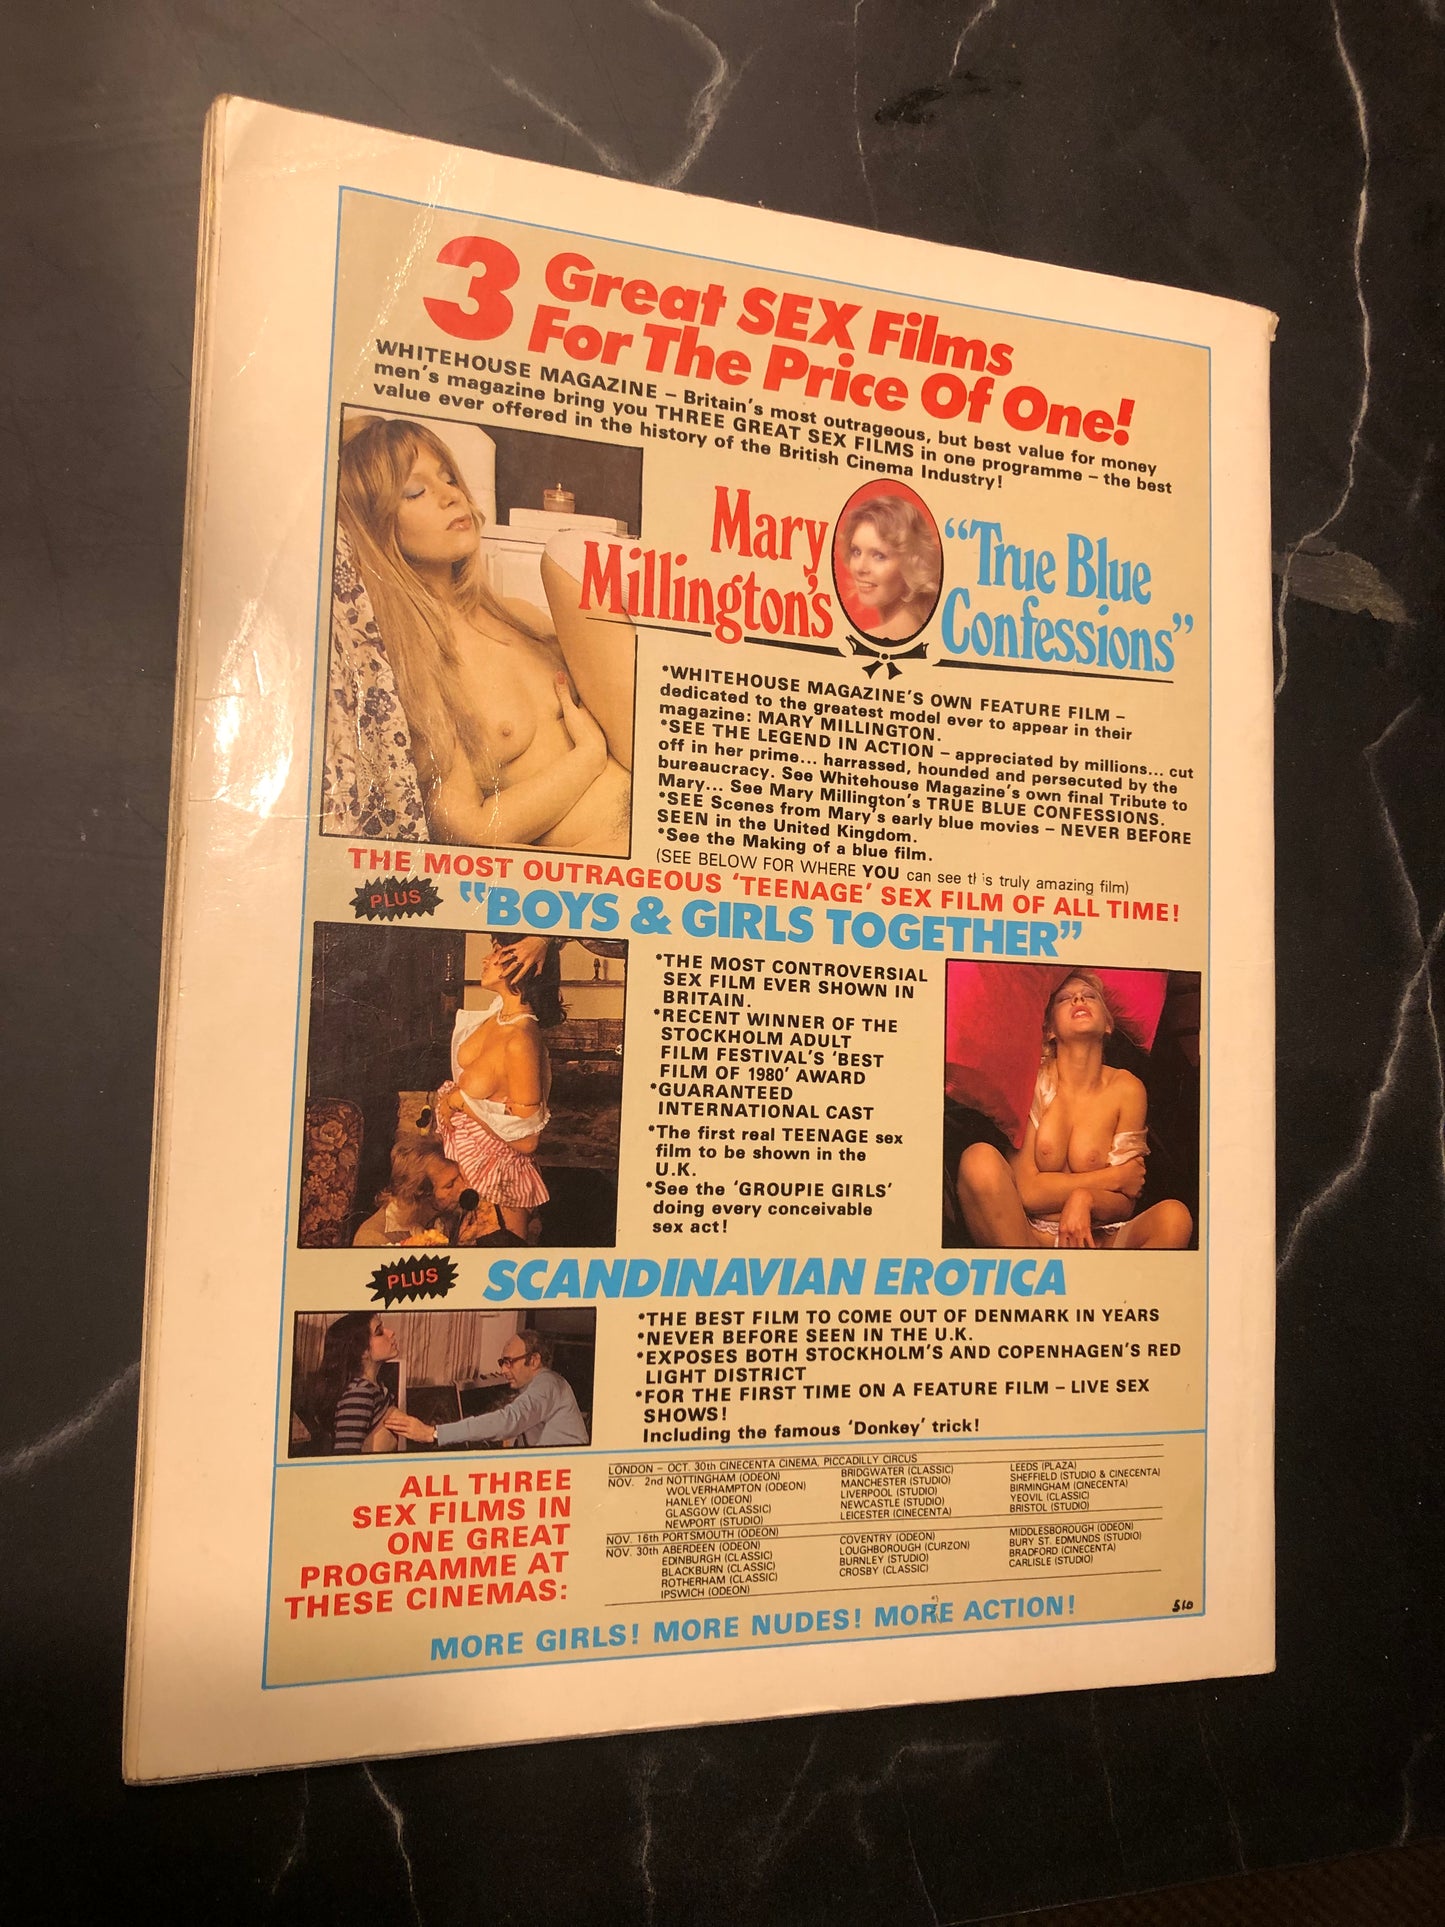 3 Great SEX Films
For The Price Of One!
WHITEHOUSE MAGAZINE – Britain's most outrageous, but best value for money
men's magazine bring you THREE GREAT SEX FILMS in one programme – the best
value ever offered in the history of the British Cinema Industry!
Mary
Millington's
“True Blue
Confessions”
*WHITEHOUSE MAGAZINE'S OWN FEATURE FILM –
dedicated to the greatest model ever to appear in their
magazine: MARY MILLINGTON.
*SEE THE LEGEND IN ACTION – appreciated by millions... cut
off in her prime... harrassed, hounded and persecuted by the
bureaucracy. See Whitehouse Magazine's own final Tribute to
Mary... See Mary Millington's TRUE BLUE CONFESSIONS.
*SEE Scenes from Mary's early blue movies – NEVER BEFORE
SEEN in the United Kingdom.
*See the Making of a blue film.
(SEE BELOW FOR WHERE YOU can see this truly amazing film)
THE MOST OUTRAGEOUS ‘TEENAGE’ SEX FILM OF ALL TIME!
PLUS “BOYS & GIRLS TOGETHER”
*THE MOST CONTROVERSIAL
SEX FILM EVER SHOWN IN
BRITAIN.
*RECENT WINNER OF THE
STOCKHOLM ADULT
FILM FESTIVAL'S ‘BEST
FILM OF 1980’ AWARD
*GUARANTEED
INTERNATIONAL CAST
*The first real TEENAGE sex
film to be shown in the
U.K.
*See the ‘GROUPIE GIRLS’
doing every conceivable
sex act!
PLUS SCANDINAVIAN EROTICA
*THE BEST FILM TO COME OUT OF DENMARK IN YEARS
*NEVER BEFORE SEEN IN THE U.K.
*EXPOSES BOTH STOCKHOLM'S AND COPENHAGEN'S RED
LIGHT DISTRICT
*FOR THE FIRST TIME ON A FEATURE FILM – LIVE SEX
SHOWS!
Including the famous ‘Donkey’ trick!
ALL THREE
SEX FILMS IN
ONE GREAT
PROGRAMME AT
THESE CINEMAS:
LONDON – OCT. 30th CINECENTA CINEMA, PICCADILLY CIRCUS
NOV. 2nd NOTTINGHAM (ODEON)
WOLVERHAMPTON (ODEON)
HANLEY (ODEON)
GLASGOW (CLASSIC)
NEWPORT (STUDIO)
BRIDGWATER (CLASSIC)
MANCHESTER (STUDIO)
LIVERPOOL (STUDIO)
NEWCASTLE (STUDIO)
LEICESTER (CINECENTA)
LEEDS (PLAZA)
SHEFFIELD (STUDIO & CINECENTA)
BIRMINGHAM (CINECENTA)
YEOVIL (CLASSIC)
BRISTOL (STUDIO)
NOV. 16th PORTSMOUTH (ODEON)
NOV. 30th ABERDEEN (ODEON)
EDINBURGH (CLASSIC)
BLACKBURN (CLASSIC)
ROTHERHAM (CLASSIC)
IPSWICH (ODEON)
COVENTRY (ODEON)
LOUGHBOROUGH (CURZON)
BURNLEY (STUDIO)
CROSBY (CLASSIC)
MIDDLESBOROUGH (ODEON)
BURY ST. EDMUNDS (STUDIO)
BRADFORD (CINECENTA)
CARLISLE (STUDIO)
MORE GIRLS! MORE NUDES! MORE ACTION!